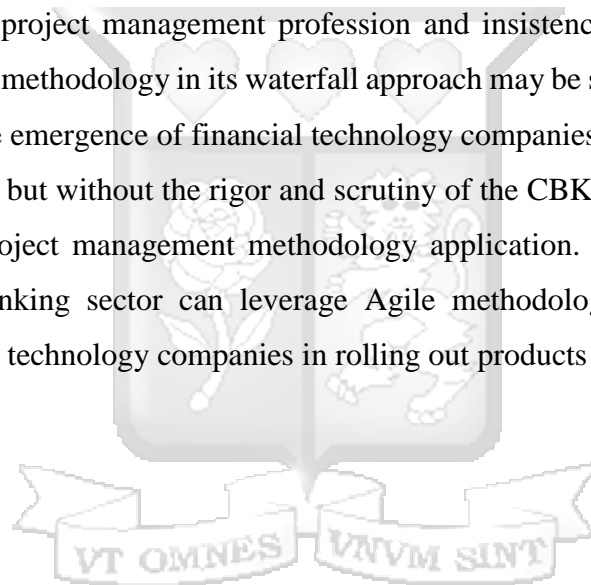 project management profession and insistenc
methodology in its waterfall approach may be s
e emergence of financial technology companies
but without the rigor and scrutiny of the CBK
oject management methodology application.
nking sector can leverage Agile methodolog
technology companies in rolling out products
VT OMNES VNVM SINT